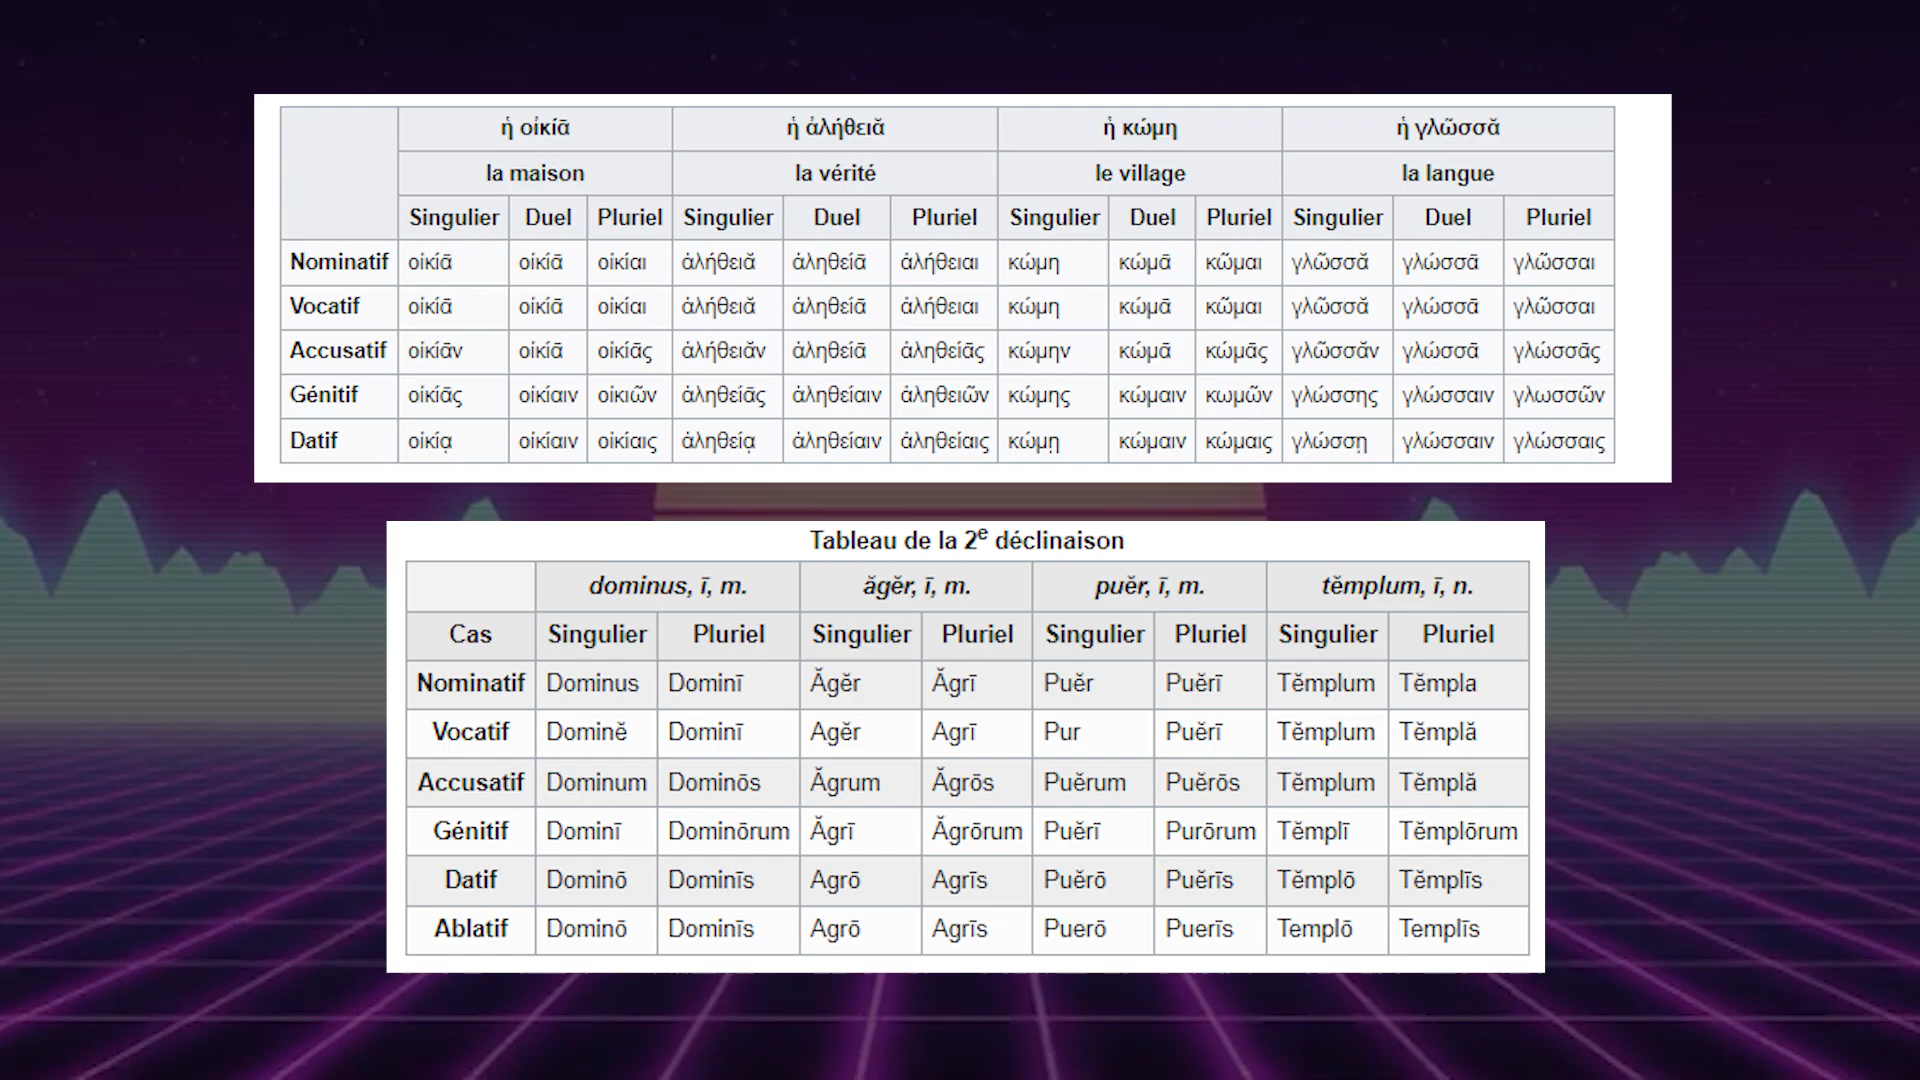 ἡ οἰκίᾱ ἡ ἀλήθειᾰ ἡ κώμη ἡ γλῶσσᾰ
la maison la vérité le village la langue
Singulier Duel Pluriel Singulier Duel Pluriel Singulier Duel Pluriel Singulier Duel Pluriel
Nominatif οἰκίᾱ οἰκίᾱ οἰκίαι ἀλήθειᾰ ἀληθείᾱ ἀλήθειαι κώμη κώμᾱ κῶμαι γλῶσσᾰ γλώσσᾱ γλῶσσαι
Vocatif οἰκίᾱ οἰκίᾱ οἰκίαι ἀλήθειᾰ ἀληθείᾱ ἀλήθειαι κώμη κώμᾱ κῶμαι γλῶσσᾰ γλώσσᾱ γλῶσσαι
Accusatif οἰκίᾱν οἰκίᾱ οἰκίᾱς ἀλήθειᾰν ἀληθείᾱ ἀληθείᾱς κώμην κώμᾱ κώμᾱς γλῶσσᾰν γλώσσᾱ γλώσσᾱς
Génitif οἰκίᾱς οἰκίαιν οἰκιῶν ἀληθείᾱς ἀληθείαιν ἀληθειῶν κώμης κώμαιν κωμῶν γλώσσης γλώσσαιν γλωσσῶν
Datif οἰκίᾳ οἰκίαιν οἰκίαις ἀληθείᾳ ἀληθείαιν ἀληθείαις κώμῃ κώμαιν κώμαις γλώσσῃ γλώσσαιν γλώσσαις
Tableau de la 2e déclinaison
dominus, ī, m. ăgĕr, ī, m. puĕr, ī, m. tĕmplum, ī, n.
Cas Singulier Pluriel Singulier Pluriel Singulier Pluriel Singulier Pluriel
Nominatif Dominus Dominī Ăgĕr Ăgrī Puĕr Puĕrī Tĕmplum Tĕmpla
Vocatif Dominĕ Dominī Agĕr Agrī Pur Puĕrī Tĕmplum Tĕmplă
Accusatif Dominum Dominōs Ăgrum Ăgrōs Puĕrum Puĕrōs Tĕmplum Tĕmplă
Génitif Dominī Dominōrum Ăgrī Ăgrōrum Puĕrī Purōrum Tĕmplī Tĕmplōrum
Datif Dominō Dominīs Agrō Agrīs Puĕrō Puĕrīs Tĕmplō Tĕmplīs
Ablatif Dominō Dominīs Agrō Agrīs Puerō Puerīs Templō Templīs